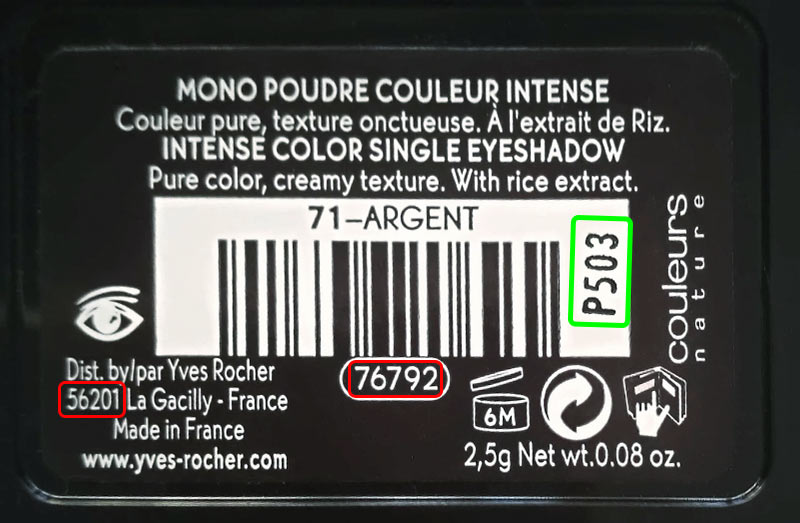 MONO POUDRE COULEUR INTENSE
Couleur pure, texture onctueuse. À l'extrait de Riz.
INTENSE COLOR SINGLE EYESHADOW
Pure color, creamy texture. With rice extract.
71–ARGENT
P503
couleurs
nature
Dist. by/par Yves Rocher
56201 La Gacilly - France
Made in France
www.yves-rocher.com
76792
6M
2,5g Net wt.0.08 oz.